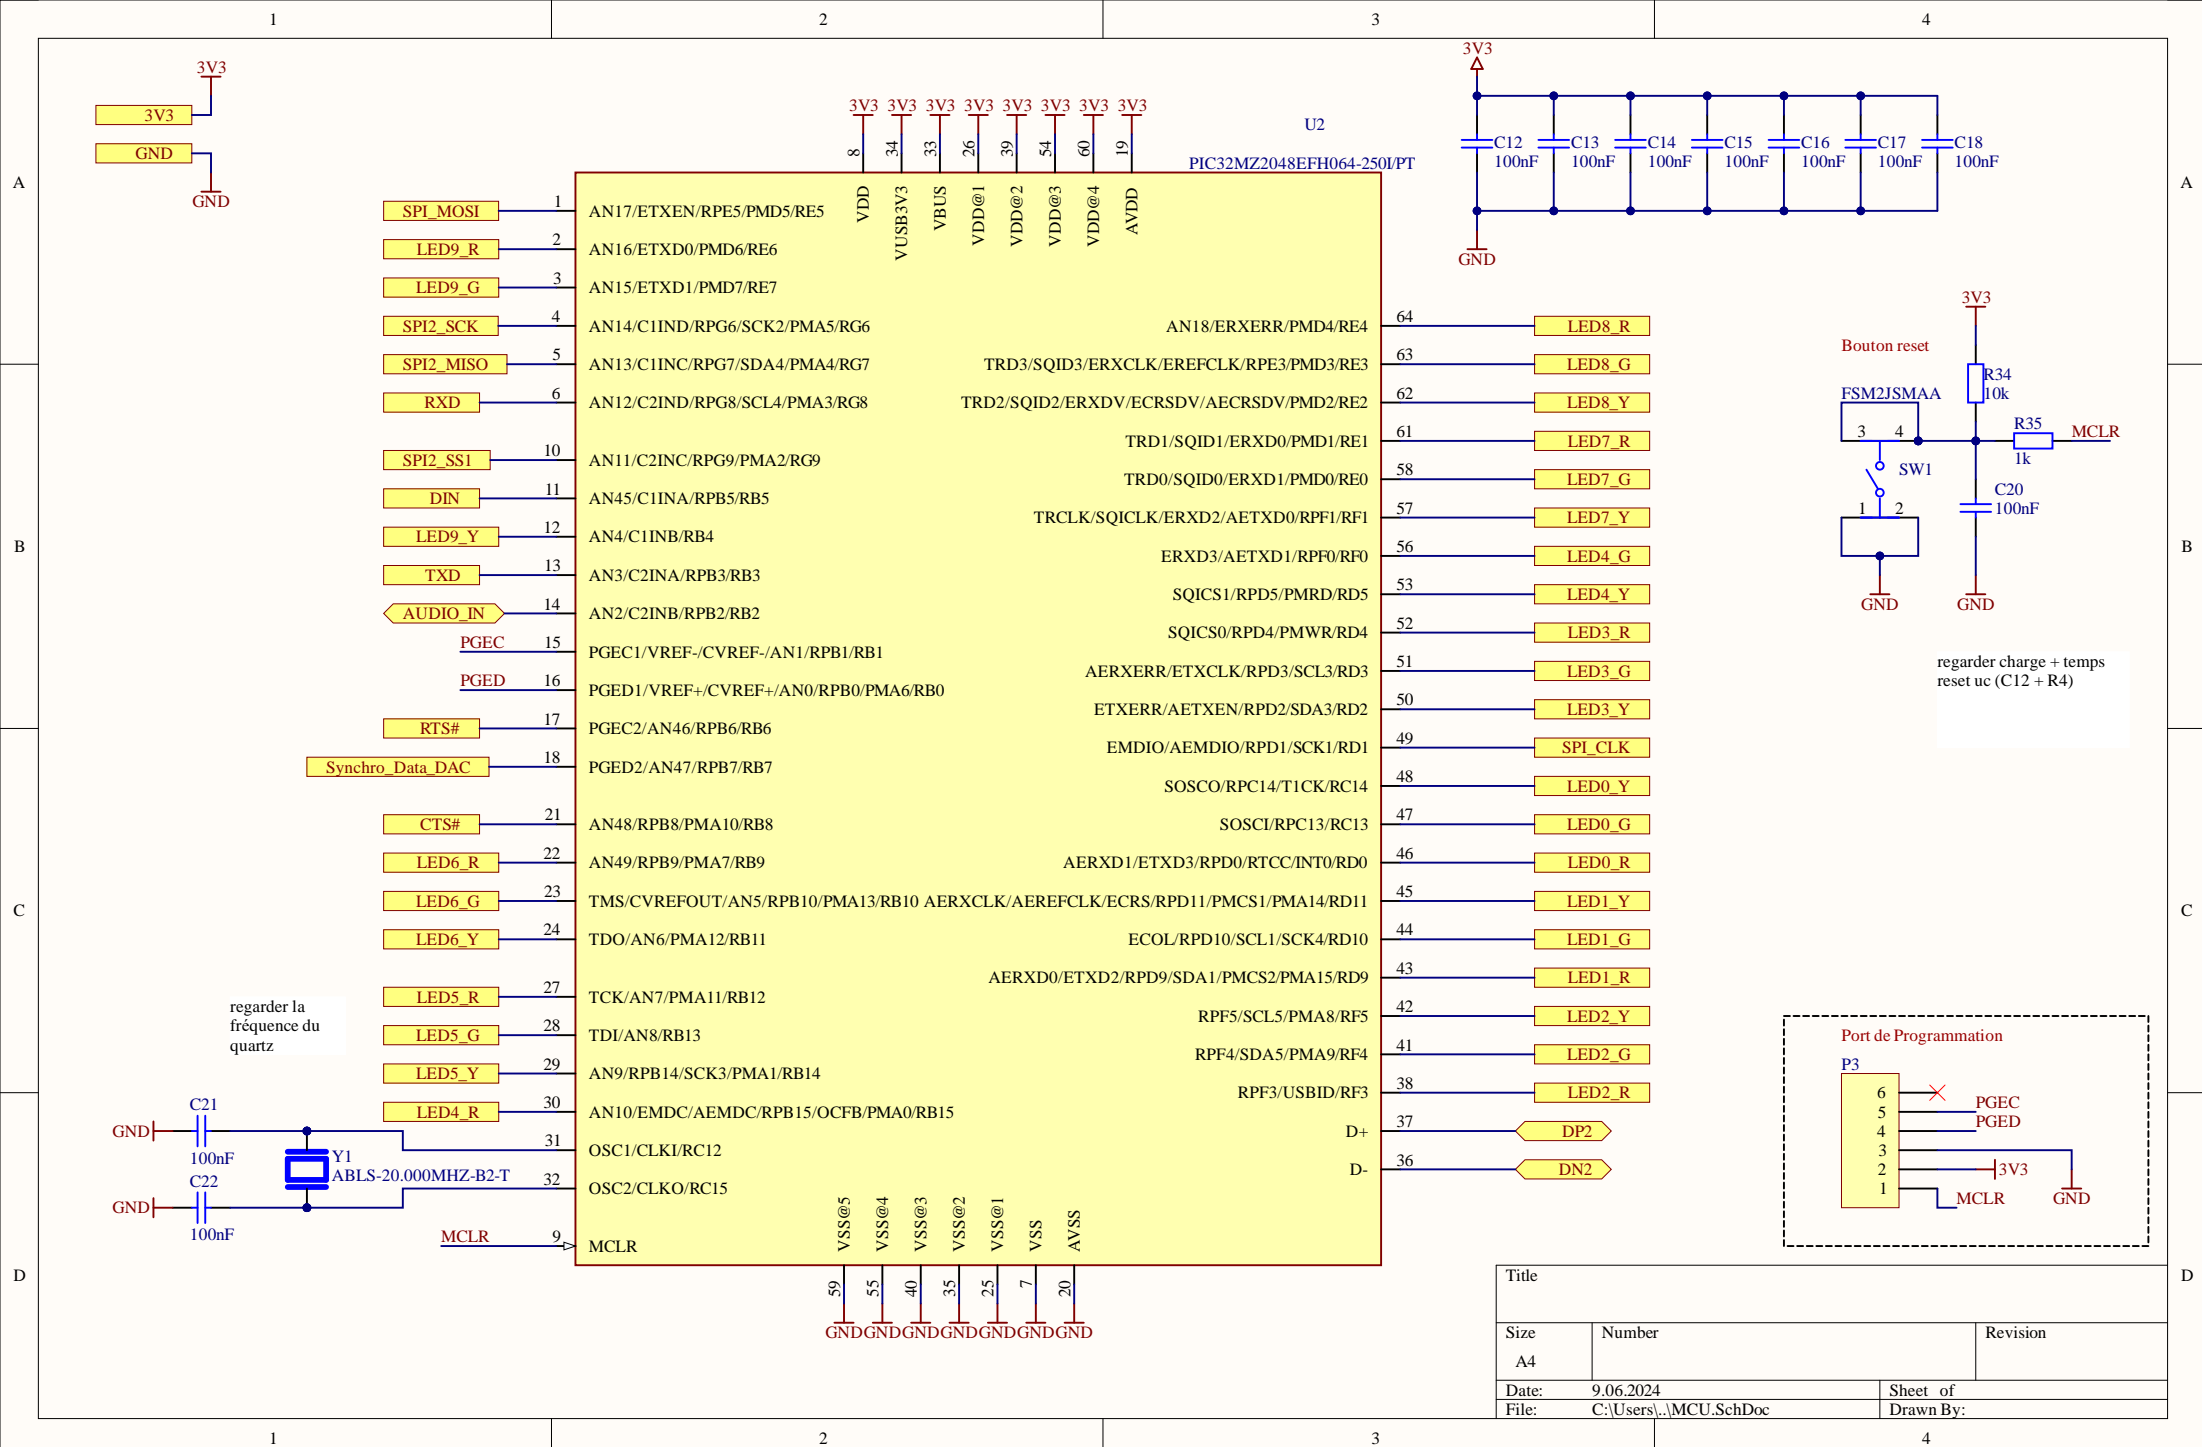 1 2 3 4
A
B
C
D
A
B
C
D
1 2 3 4
3V3
3V3
GND
GND
3V3 3V3 3V3 3V3 3V3 3V3 3V3 3V3
8 34 33 26 39 54 60 19
VDD VUSB3V3 VBUS VDD@1 VDD@2 VDD@3 VDD@4 AVDD
U2
PIC32MZ2048EFH064-250I/PT
SPI_MOSI 1 AN17/ETXEN/RPE5/PMD5/RE5
LED9_R 2 AN16/ETXD0/PMD6/RE6
LED9_G 3 AN15/ETXD1/PMD7/RE7
SPI2_SCK 4 AN14/C1IND/RPG6/SCK2/PMA5/RG6
SPI2_MISO 5 AN13/C1INC/RPG7/SDA4/PMA4/RG7
RXD 6 AN12/C2IND/RPG8/SCL4/PMA3/RG8
SPI2_SS1 10 AN11/C2INC/RPG9/PMA2/RG9
DIN 11 AN45/C1INA/RPB5/RB5
LED9_Y 12 AN4/C1INB/RB4
TXD 13 AN3/C2INA/RPB3/RB3
AUDIO_IN 14 AN2/C2INB/RPB2/RB2
PGEC 15 PGEC1/VREF-/CVREF-/AN1/RPB1/RB1
PGED 16 PGED1/VREF+/CVREF+/AN0/RPB0/PMA6/RB0
RTS# 17 PGEC2/AN46/RPB6/RB6
Synchro_Data_DAC 18 PGED2/AN47/RPB7/RB7
CTS# 21 AN48/RPB8/PMA10/RB8
LED6_R 22 AN49/RPB9/PMA7/RB9
LED6_G 23 TMS/CVREFOUT/AN5/RPB10/PMA13/RB10
LED6_Y 24 TDO/AN6/PMA12/RB11
LED5_R 27 TCK/AN7/PMA11/RB12
LED5_G 28 TDI/AN8/RB13
LED5_Y 29 AN9/RPB14/SCK3/PMA1/RB14
LED4_R 30 AN10/EMDC/AEMDC/RPB15/OCFB/PMA0/RB15
31 OSC1/CLKI/RC12
32 OSC2/CLKO/RC15
MCLR 9 MCLR
AN18/ERXERR/PMD4/RE4 64 LED8_R
TRD3/SQID3/ERXCLK/EREFCLK/RPE3/PMD3/RE3 63 LED8_G
TRD2/SQID2/ERXDV/ECRSDV/AECRSDV/PMD2/RE2 62 LED8_Y
TRD1/SQID1/ERXD0/PMD1/RE1 61 LED7_R
TRD0/SQID0/ERXD1/PMD0/RE0 58 LED7_G
TRCLK/SQICLK/ERXD2/AETXD0/RPF1/RF1 57 LED7_Y
ERXD3/AETXD1/RPF0/RF0 56 LED4_G
SQICS1/RPD5/PMRD/RD5 53 LED4_Y
SQICS0/RPD4/PMWR/RD4 52 LED3_R
AERXERR/ETXCLK/RPD3/SCL3/RD3 51 LED3_G
ETXERR/AETXEN/RPD2/SDA3/RD2 50 LED3_Y
EMDIO/AEMDIO/RPD1/SCK1/RD1 49 SPI_CLK
SOSCO/RPC14/T1CK/RC14 48 LED0_Y
SOSCI/RPC13/RC13 47 LED0_G
AERXD1/ETXD3/RPD0/RTCC/INT0/RD0 46 LED0_R
AERXCLK/AEREFCLK/ECRS/RPD11/PMCS1/PMA14/RD11 45 LED1_Y
ECOL/RPD10/SCL1/SCK4/RD10 44 LED1_G
AERXD0/ETXD2/RPD9/SDA1/PMCS2/PMA15/RD9 43 LED1_R
RPF5/SCL5/PMA8/RF5 42 LED2_Y
RPF4/SDA5/PMA9/RF4 41 LED2_G
RPF3/USBID/RF3 38 LED2_R
D+ 37 DP2
D- 36 DN2
VSS@5 VSS@4 VSS@3 VSS@2 VSS@1 VSS AVSS
59 55 40 35 25 7 20
GND GND GND GND GND GND GND
regarder la
fréquence du
quartz
C21
GND
100nF
Y1
ABLS-20.000MHZ-B2-T
C22
GND
100nF
3V3
C12 C13 C14 C15 C16 C17 C18
100nF 100nF 100nF 100nF 100nF 100nF 100nF
GND
3V3
Bouton reset
R34
10k
FSM2JSMAA
3 4
R35
1k
MCLR
SW1
C20
100nF
1 2
GND GND
regarder charge + temps
reset uc (C12 + R4)
Port de Programmation
P3
6
5 PGEC
4 PGED
3
2 3V3
1 MCLR
GND
Title
Size Number Revision
A4
Date: 9.06.2024 Sheet of
File: C:\Users\..\MCU.SchDoc Drawn By: